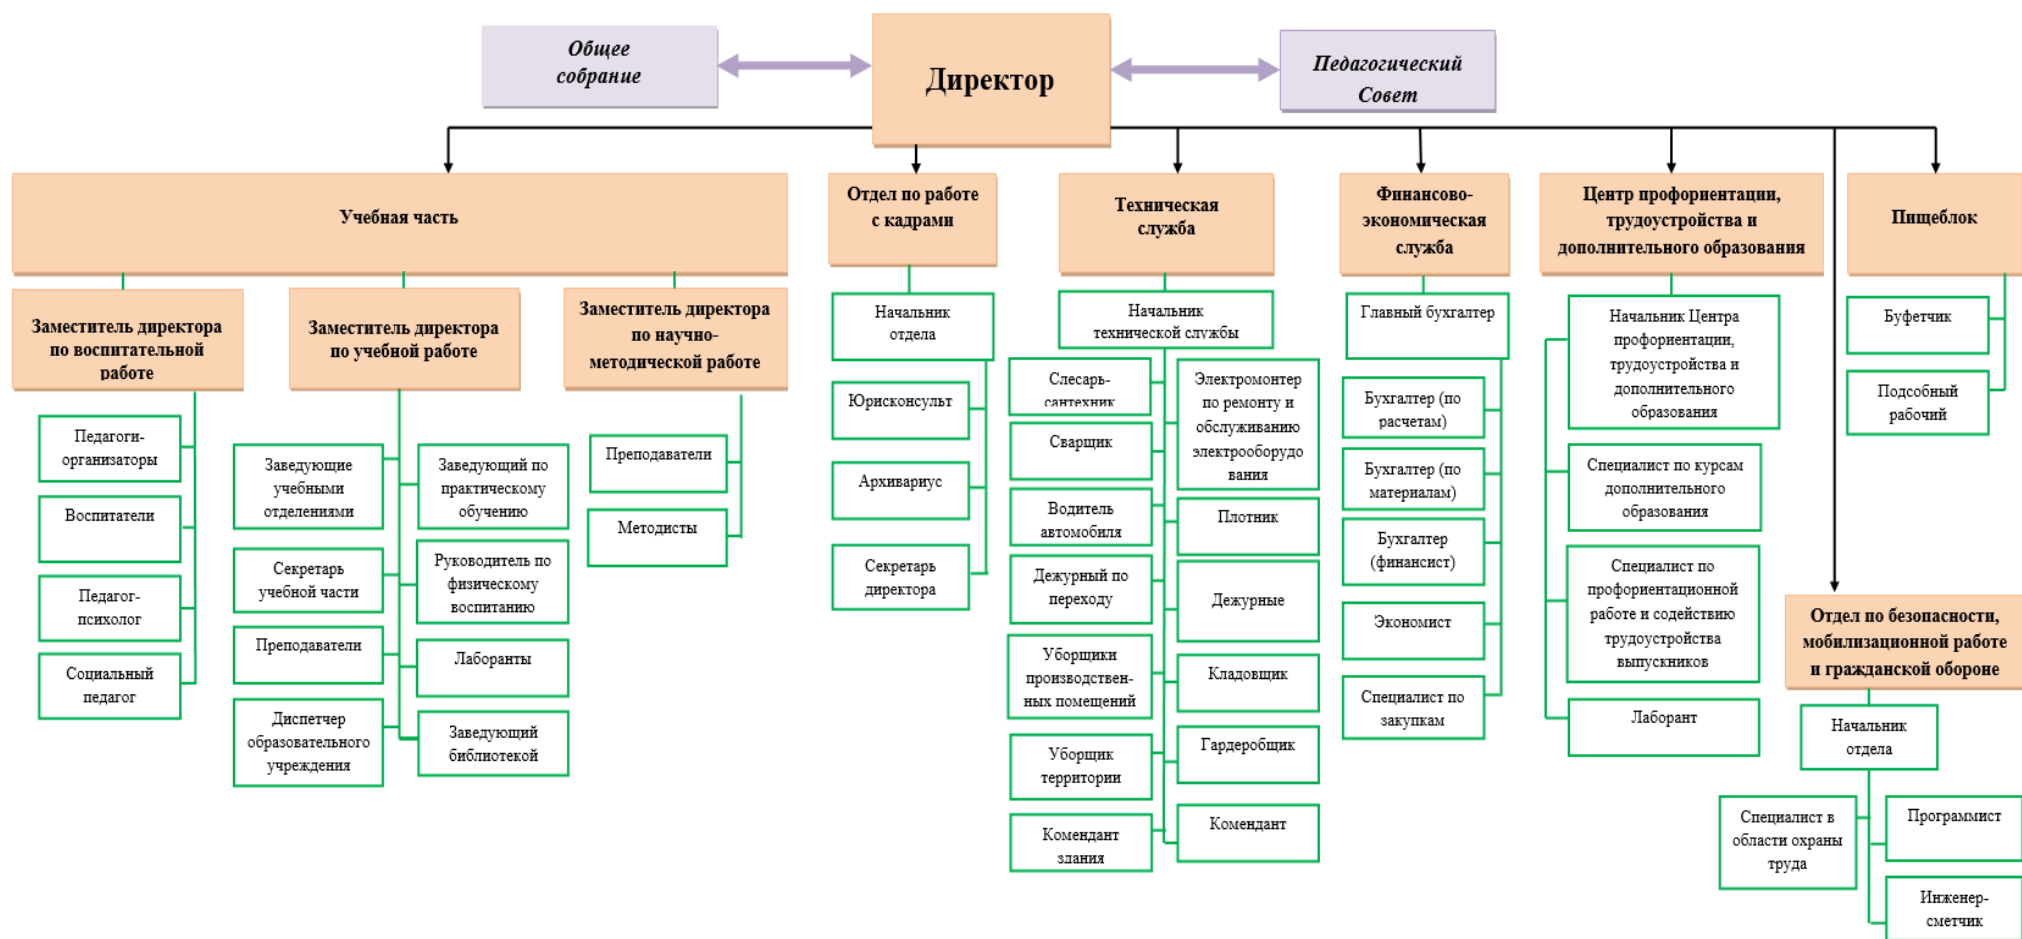 Общее
собрание
Директор
Педагогический
Совет
Учебная часть
Отдел по работе
с кадрами
Техническая
служба
Финансово-
экономическая
служба
Центр профориентации,
трудоустройства и
дополнительного образования
Пищеблок
Заместитель директора
по воспитательной
работе
Заместитель директора
по учебной работе
Заместитель директора
по научно-
методической работе
Педагоги-
организаторы
Воспитатели
Педагог-
психолог
Социальный
педагог
Заведующие
учебными
отделениями
Заведующий по
практическому
обучению
Секретарь
учебной части
Руководитель по
физическому
воспитанию
Преподаватели
Лаборанты
Диспетчер
образовательного
учреждения
Заведующий
библиотекой
Преподаватели
Методисты
Начальник
отдела
Юрисконсульт
Архивариус
Секретарь
директора
Начальник
технической службы
Слесарь-
сантехник
Электромонтер
по ремонту и
обслуживанию
электрооборудо
вания
Сварщик
Водитель
автомобиля
Плотник
Дежурный по
переходу
Дежурные
Уборщики
производствен-
ных помещений
Кладовщик
Уборщик
территории
Гардеробщик
Комендант
здания
Комендант
Главный бухгалтер
Бухгалтер (по
расчетам)
Бухгалтер (по
материалам)
Бухгалтер
(финансист)
Экономист
Специалист по
закупкам
Начальник Центра
профориентации,
трудоустройства и
дополнительного
образования
Специалист по курсам
дополнительного
образования
Специалист по
профориентационной
работе и содействию
трудоустройства
выпускников
Лаборант
Буфетчик
Подсобный
рабочий
Отдел по безопасности,
мобилизационной работе
и гражданской обороне
Начальник
отдела
Специалист в
области охраны
труда
Программист
Инженер-
сметчик